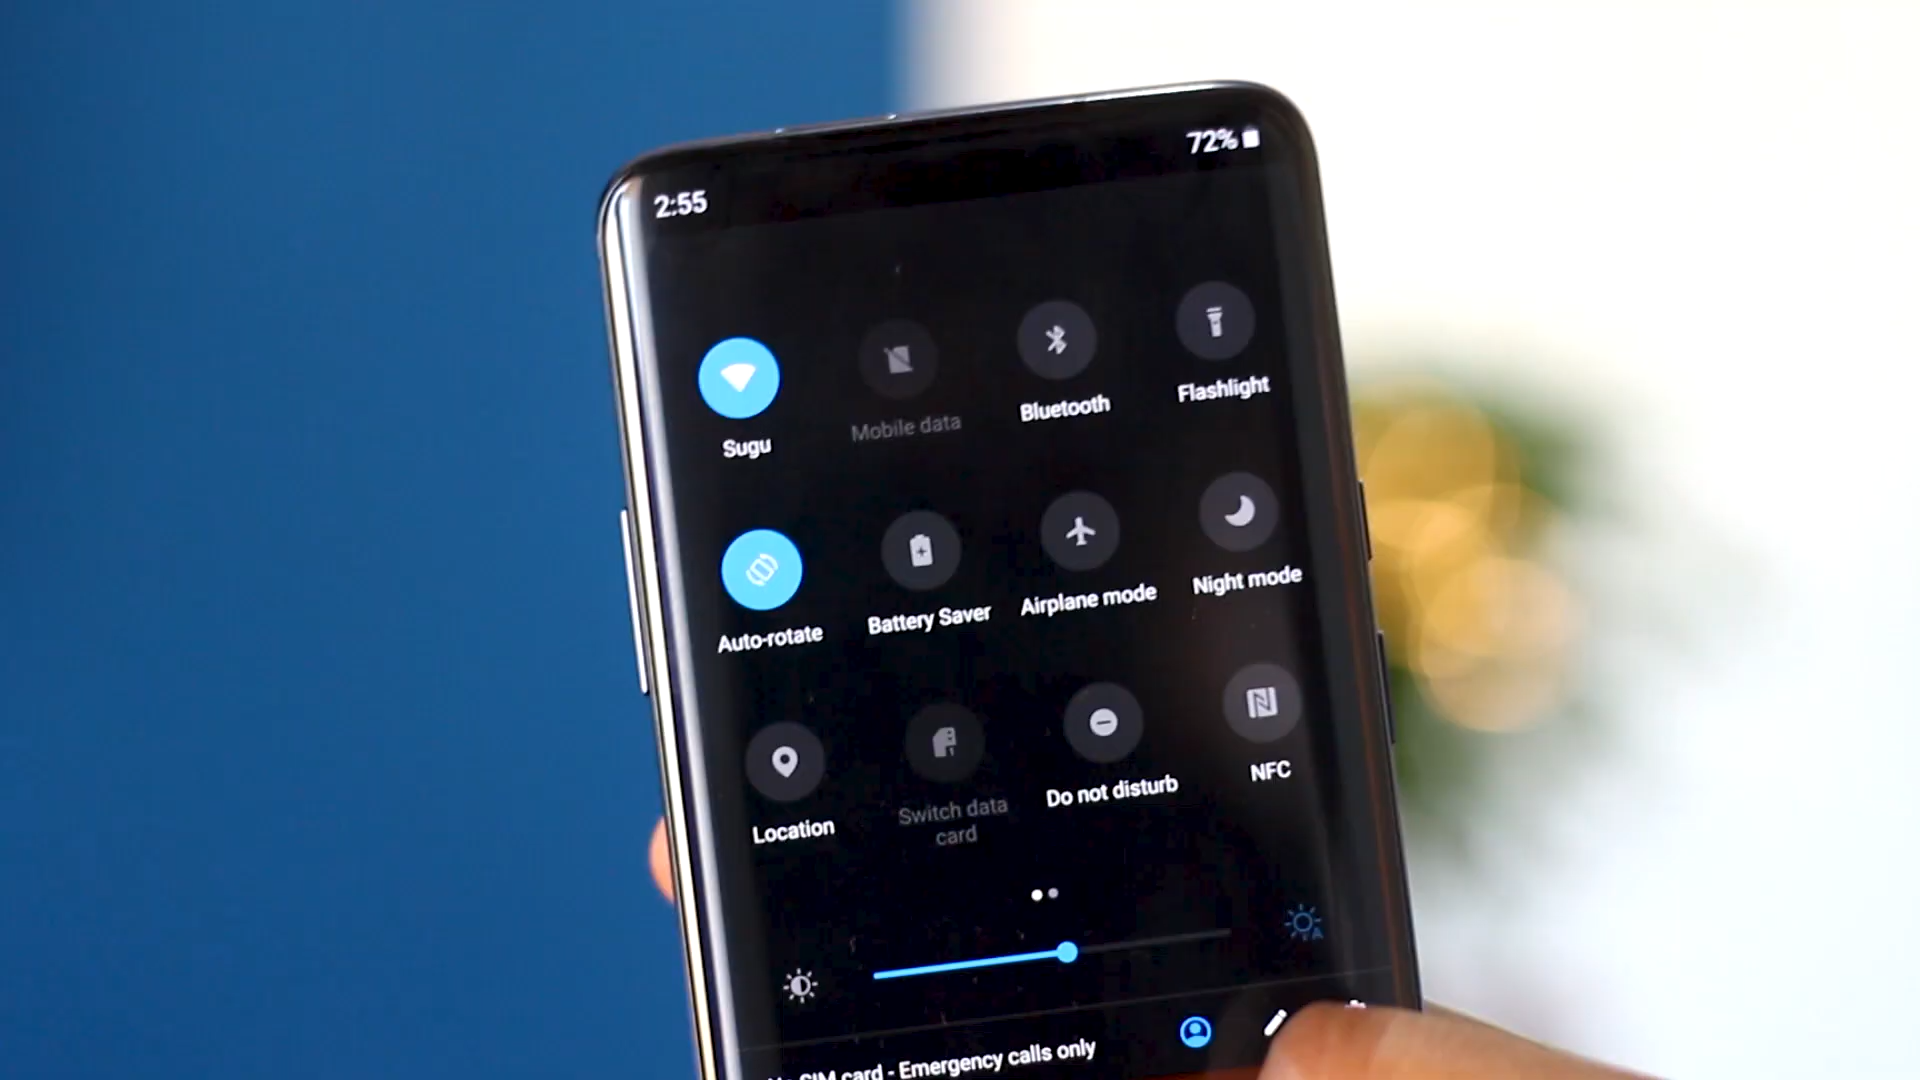 2:55
72%
Sugu
Mobile data
Bluetooth
Flashlight
Auto-rotate
Battery Saver
Airplane mode
Night mode
Location
Switch data
card
Do not disturb
NFC
SIM card - Emergency calls only